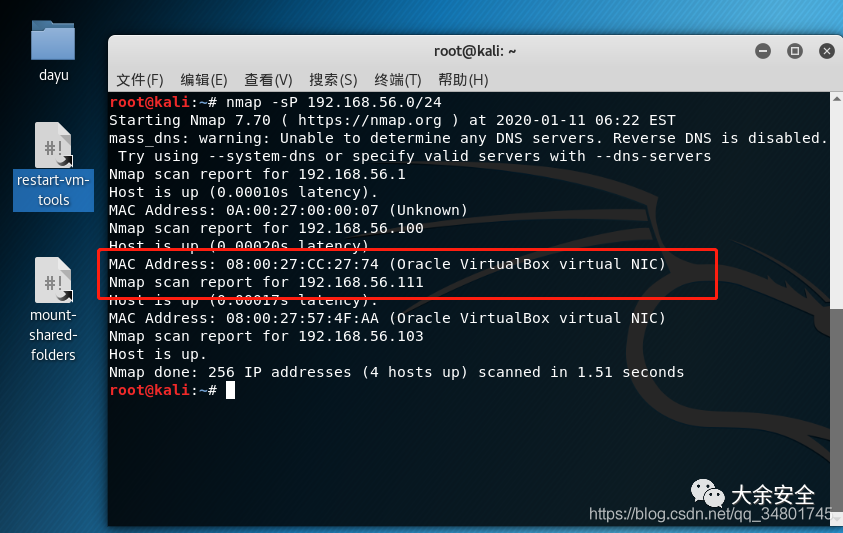 dayu
restart-vm-
tools
mount-
shared-
folders
root@kali: ~
文件(F) 编辑(E) 查看(V) 搜索(S) 终端(T) 帮助(H)
root@kali:~# nmap -sP 192.168.56.0/24
Starting Nmap 7.70 ( https://nmap.org ) at 2020-01-11 06:22 EST
mass_dns: warning: Unable to determine any DNS servers. Reverse DNS is disabled.
Try using --system-dns or specify valid servers with --dns-servers
Nmap scan report for 192.168.56.1
Host is up (0.00010s latency).
MAC Address: 0A:00:27:00:00:07 (Unknown)
Nmap scan report for 192.168.56.100
Host is up (0.00020s latency).
MAC Address: 08:00:27:CC:27:74 (Oracle VirtualBox virtual NIC)
Nmap scan report for 192.168.56.111
Host is up (0.00017s latency).
MAC Address: 08:00:27:57:4F:AA (Oracle VirtualBox virtual NIC)
Nmap scan report for 192.168.56.103
Host is up.
Nmap done: 256 IP addresses (4 hosts up) scanned in 1.51 seconds
root@kali:~#
大余安全
https://blog.csdn.net/qq_34801745